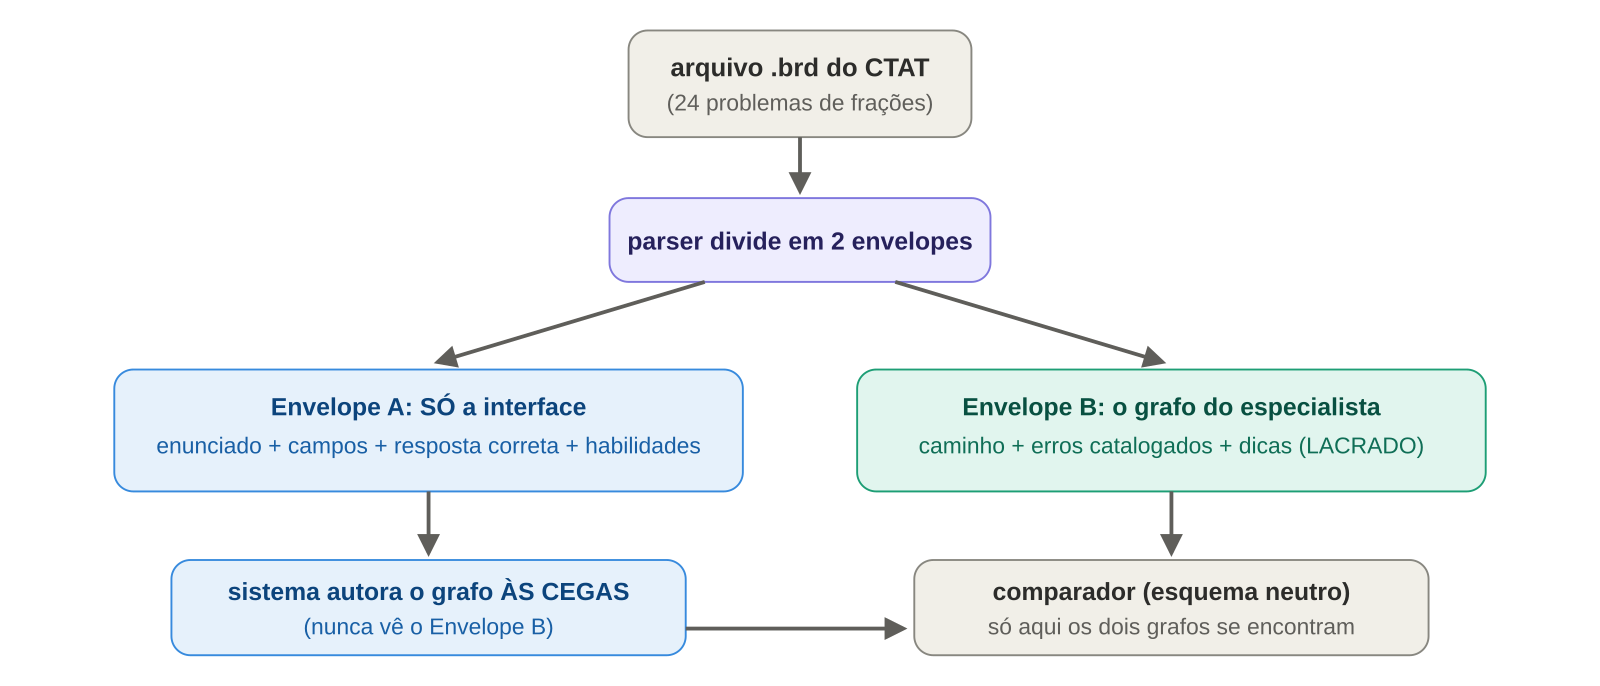 arquivo .brd do CTAT
(24 problemas de frações)
parser divide em 2 envelopes
Envelope A: SÓ a interface
enunciado + campos + resposta correta + habilidades
Envelope B: o grafo do especialista
caminho + erros catalogados + dicas (LACRADO)
sistema autora o grafo ÀS CEGAS
(nunca vê o Envelope B)
comparador (esquema neutro)
só aqui os dois grafos se encontram